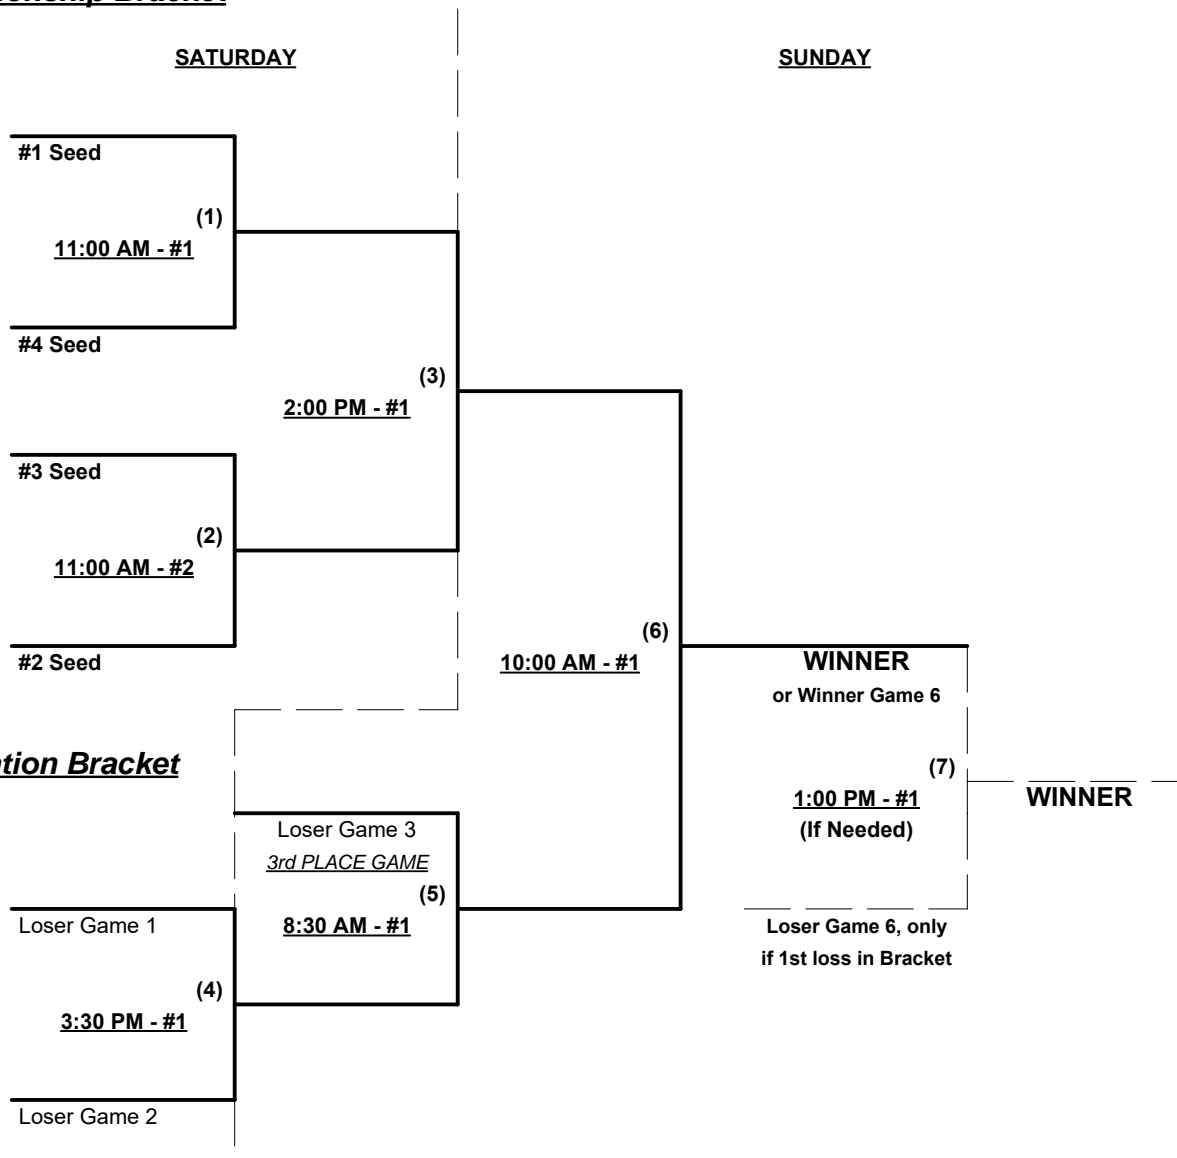 Bracket
SATURDAY
SUNDAY
#1 Seed
(1)
11:00 AM - #1
#4 Seed
(3)
2:00 PM - #1
#3 Seed
(2)
11:00 AM - #2
#2 Seed
(6)
10:00 AM - #1
WINNER
or Winner Game 6
Bracket
(7)
1:00 PM - #1
(If Needed)
WINNER
Loser Game 3
3rd PLACE GAME
(5)
8:30 AM - #1
Loser Game 6, only
if 1st loss in Bracket
Loser Game 1
(4)
3:30 PM - #1
Loser Game 2